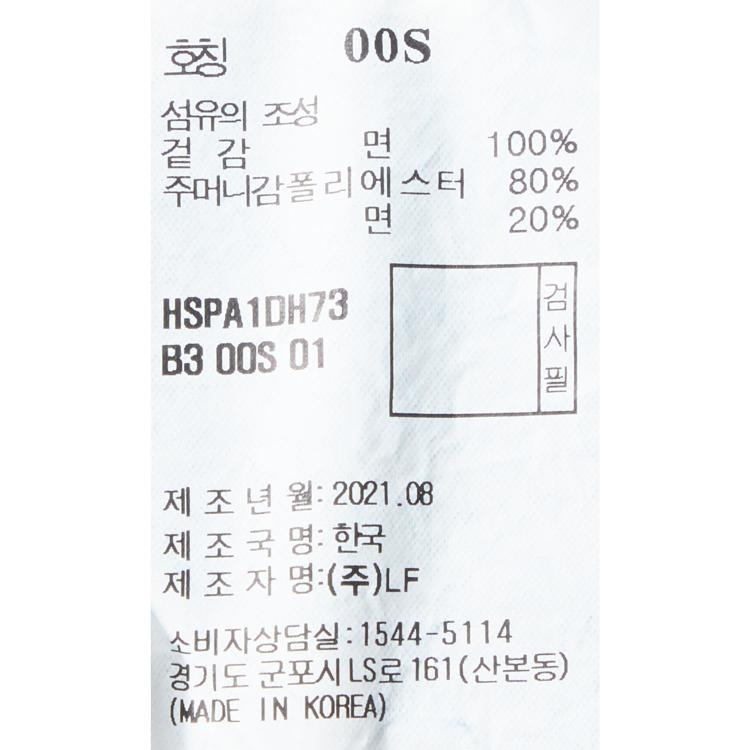 호칭 00S
섬유의 조성
겉 감 면 100%
주머니감폴리에스터 80%
면 20%
HSPA1DH73
B3 00S 01
검
사
필
제 조 년 월: 2021.08
제 조 국 명: 한국
제 조 자 명:(주)LF
소비자상담실:1544-5114
경기도 군포시 LS로 161(산본동)
(MADE IN KOREA)